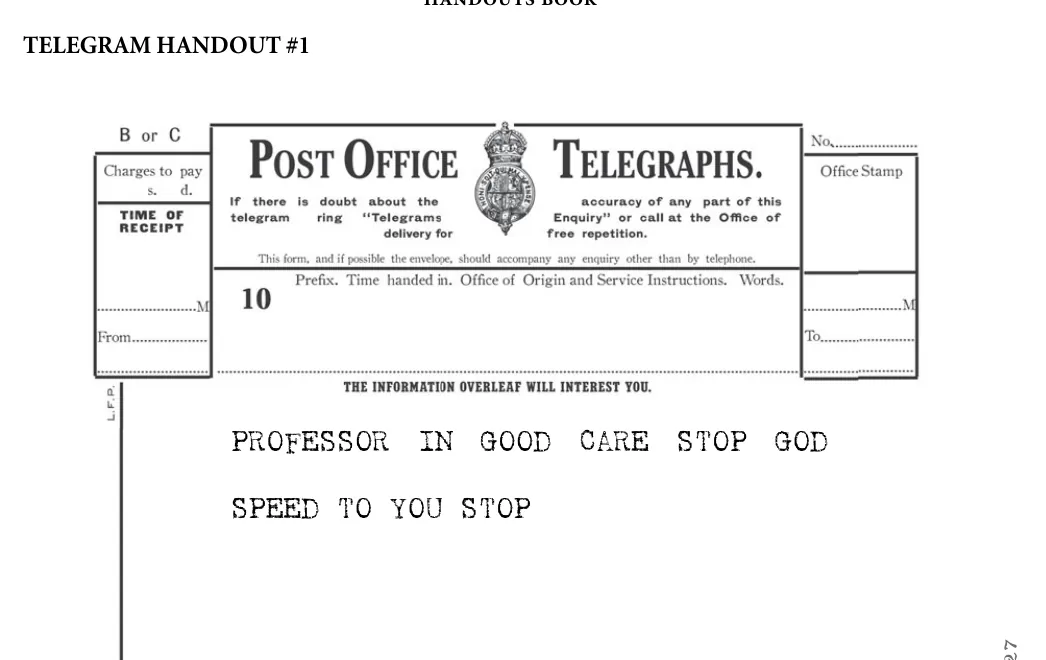 HANDOUTS BOOK
TELEGRAM HANDOUT #1
B or C
Charges to pay
s. d.
TIME OF
RECEIPT
M
From
POST OFFICE TELEGRAPHS.
If there is doubt about the accuracy of any part of this
telegram ring "Telegrams Enquiry" or call at the Office of
delivery for free repetition.
This form, and if possible the envelope, should accompany any enquiry other than by telephone.
Prefix. Time handed in. Office of Origin and Service Instructions. Words.
10
No.
Office Stamp
M
To
THE INFORMATION OVERLEAF WILL INTEREST YOU.
L.F.P.
PROFESSOR IN GOOD CARE STOP GOD
SPEED TO YOU STOP
27